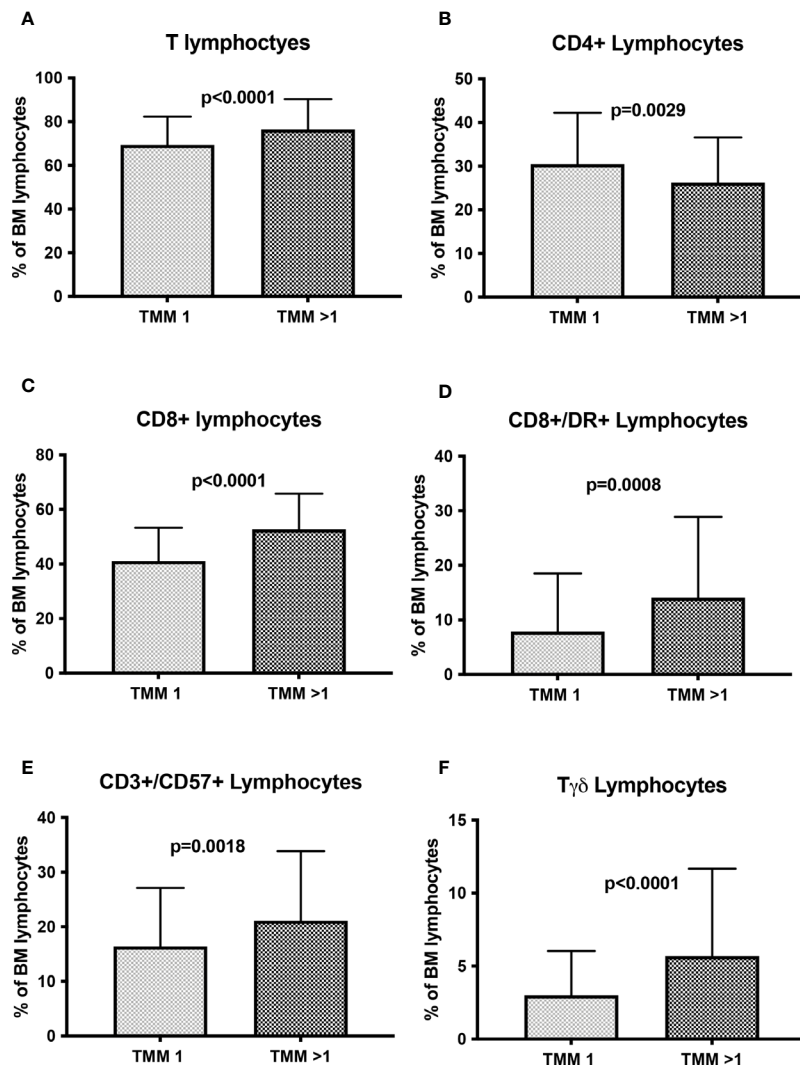 A
T lymphoctyes
% of BM lymphocytes
100
80
60
40
20
0
p<0.0001
TMM 1
TMM >1
B
CD4+ Lymphocytes
% of BM lymphocytes
50
40
30
20
10
0
p=0.0029
TMM 1
TMM >1
C
CD8+ lymphocytes
% of BM lymphocytes
80
60
40
20
0
p<0.0001
TMM 1
TMM >1
D
CD8+/DR+ Lymphocytes
% of BM lymphocytes
40
30
20
10
0
p=0.0008
TMM 1
TMM >1
E
CD3+/CD57+ Lymphocytes
% of BM lymphocytes
40
30
20
10
0
p=0.0018
TMM 1
TMM >1
F
Tγδ Lymphocytes
% of BM lymphocytes
15
10
5
0
p<0.0001
TMM 1
TMM >1